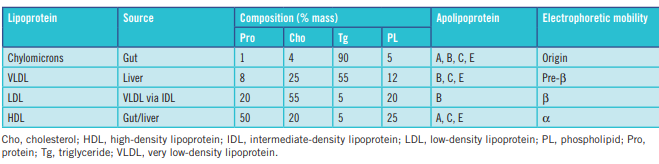 Lipoprotein Source Composition (% mass) Apolipoprotein Electrophoretic mobility
Pro Cho Tg PL
Chylomicrons Gut 1 4 90 5 A, B, C, E Origin
VLDL Liver 8 25 55 12 B, C, E Pre-β
LDL VLDL via IDL 20 55 5 20 B β
HDL Gut/liver 50 20 5 25 A, C, E α
Cho, cholesterol; HDL, high-density lipoprotein; IDL, intermediate-density lipoprotein; LDL, low-density lipoprotein; PL, phospholipid; Pro,
protein; Tg, triglyceride; VLDL, very low-density lipoprotein.